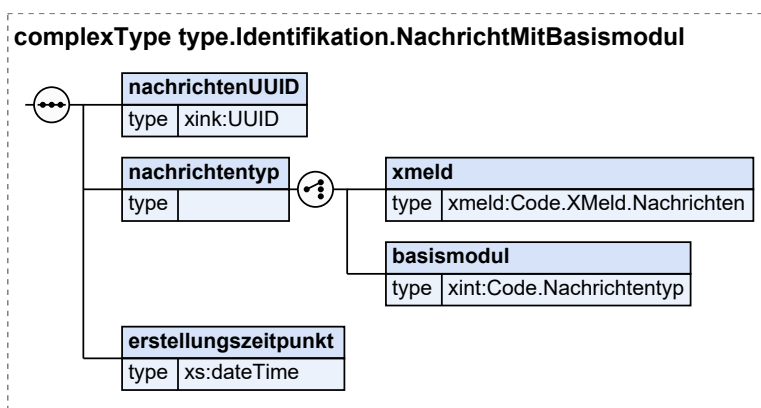 complexType type.Identifikation.NachrichtMitBasismodul
nachrichtenUUID
type xink:UUID
nachrichtentyp
type
xmeld
type xmeld:Code.XMeld.Nachrichten
basismodul
type xint:Code.Nachrichtentyp
erstellungszeitpunkt
type xs:dateTime